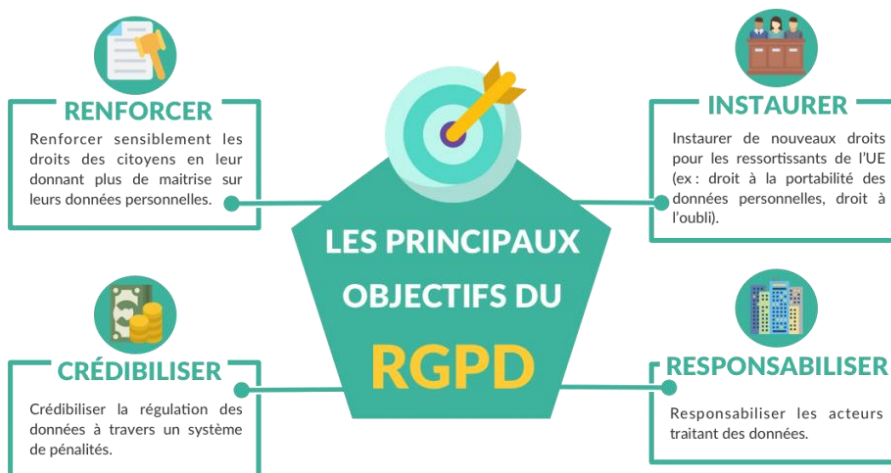 RENFORCER
Renforcer sensiblement les
droits des citoyens en leur
donnant plus de maitrise sur
leurs données personnelles.
INSTAURER
Instaurer de nouveaux droits
pour les ressortissants de l'UE
(ex : droit à la portabilité des
données personnelles, droit à
l'oubli).
LES PRINCIPAUX
OBJECTIFS DU
RGPD
CRÉDIBILISER
Crédibiliser la régulation des
données à travers un système
de pénalités.
RESPONSABILISER
Responsabiliser les acteurs
traitant des données.